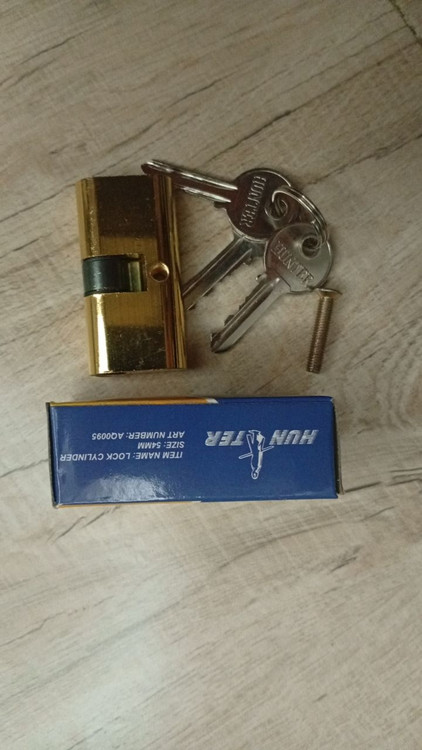 HUNTER
HUNTER
HUNTER
ITEM NAME: LOCK CYLINDER
SIZE: 54MM
ART NUMBER: AQ0095